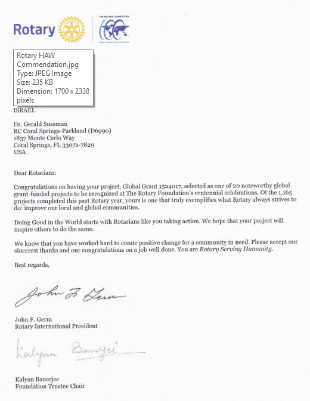 Rotary
THE ROTARY FOUNDATION
Rotary HAW
Commendation.jpg
Type: JPEG Image
Size: 235 KB
Dimension: 1700 x 2338
pixels
ISRAEL
Dr. Gerald Sussman
RC Coral Springs-Parkland (D6990)
1837 Monte Carlo Way
Coral Springs, FL 33071-7829
USA
Dear Rotarians:
Congratulations on having your project, Global Grant 1524017, selected as one of 20 noteworthy global
grant-funded projects to be recognized at The Rotary Foundation's centennial celebrations. Of the 1,165
projects completed this past Rotary year, yours is one that truly exemplifies what Rotary always strives to
do: improve our local and global communities.
Doing Good in the World starts with Rotarians like you taking action. We hope that your project will
inspire others to do the same.
We know that you have worked hard to create positive change for a community in need. Please accept our
sincerest thanks and our congratulations on a job well done. You are Rotary Serving Humanity.
Best regards,
John F Germ
John F. Germ
Rotary International President
Kalyan Banerjee
Kalyan Banerjee
Foundation Trustee Chair